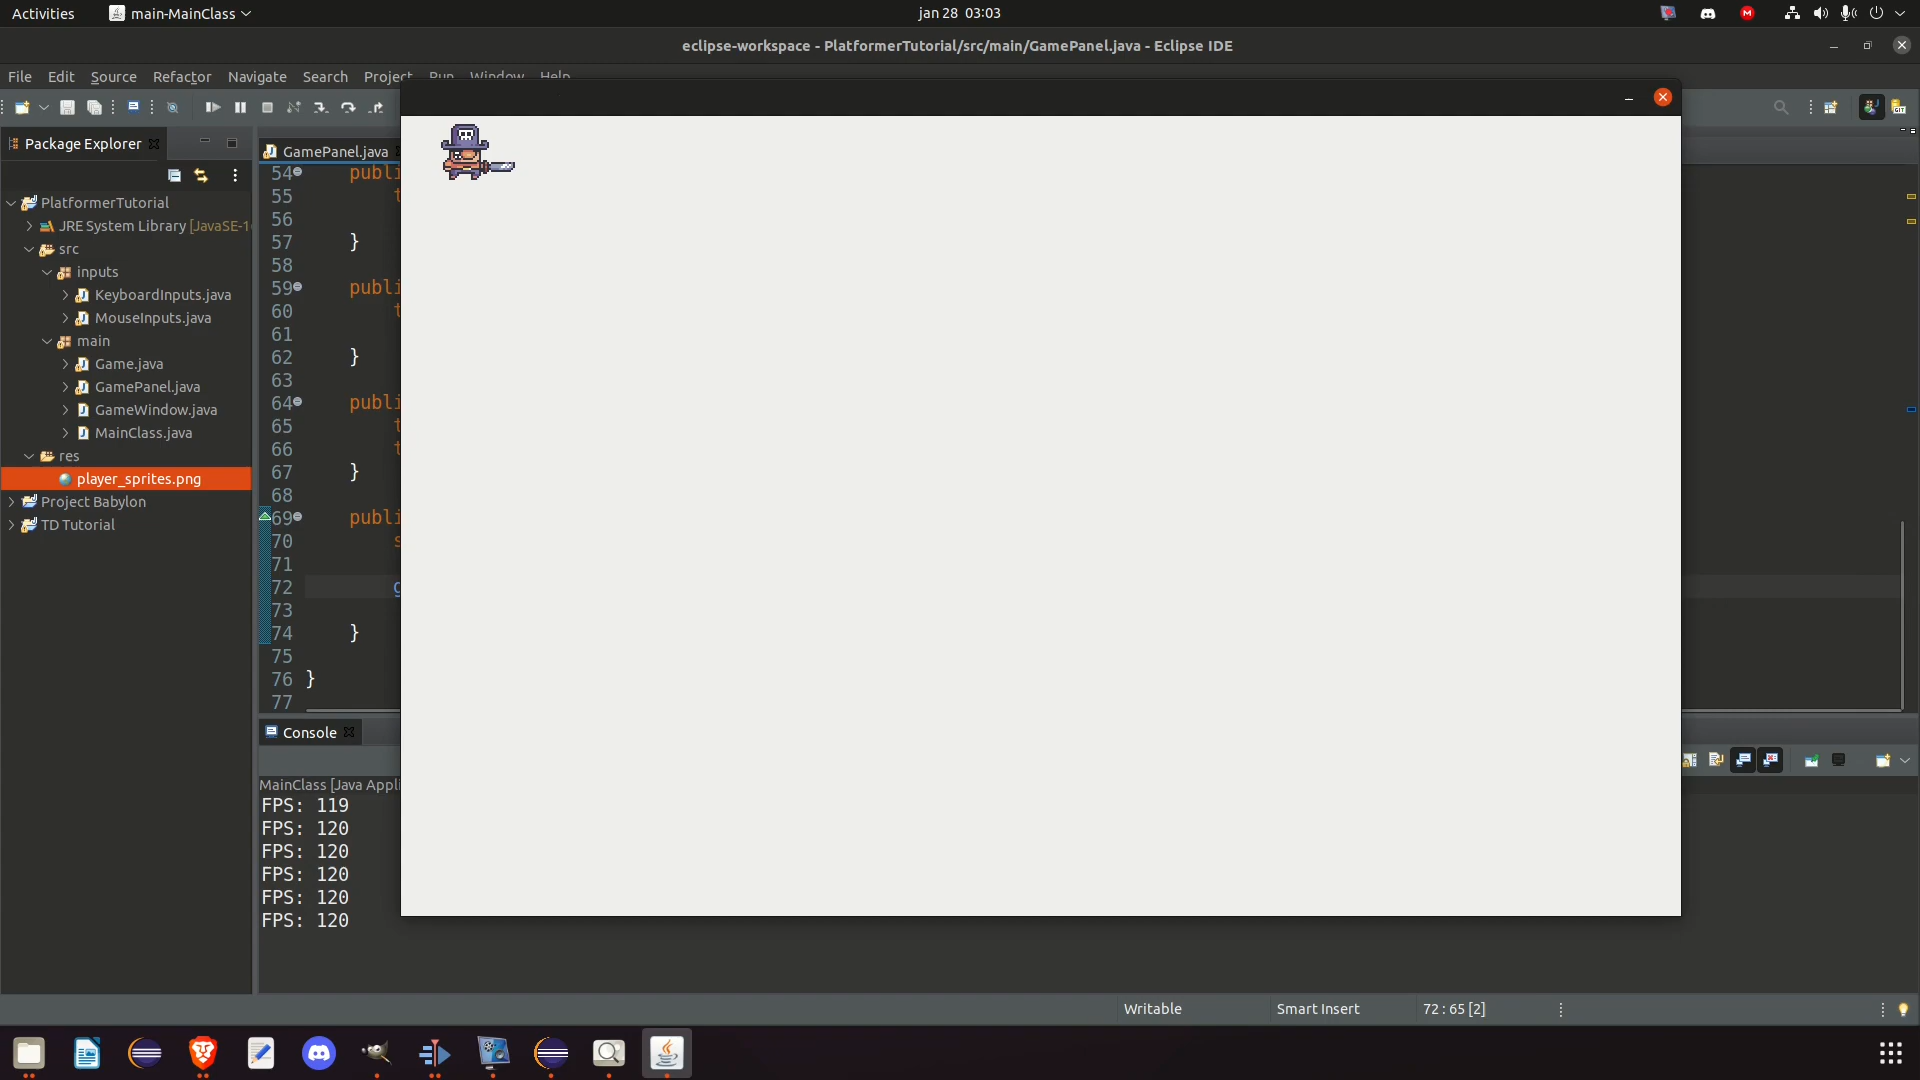 Activities main-MainClass jan 28 03:03
eclipse-workspace - PlatformerTutorial/src/main/GamePanel.java - Eclipse IDE
File Edit Source Refactor Navigate Search Project Run Window Help
Package Explorer
PlatformerTutorial
JRE System Library [JavaSE-1
src
inputs
KeyboardInputs.java
MouseInputs.java
main
Game.java
GamePanel.java
GameWindow.java
MainClass.java
res
player_sprites.png
Project Babylon
TD Tutorial
GamePanel.java
54 publi
55 t
56
57 }
58
59 publi
60 t
61
62 }
63
64 publi
65 t
66 t
67 }
68
69 publi
70 s
71
72 g
73
74 }
75
76 }
77
Console
MainClass [Java Appli
FPS: 119
FPS: 120
FPS: 120
FPS: 120
FPS: 120
FPS: 120
Writable Smart Insert 72 : 65 [2]